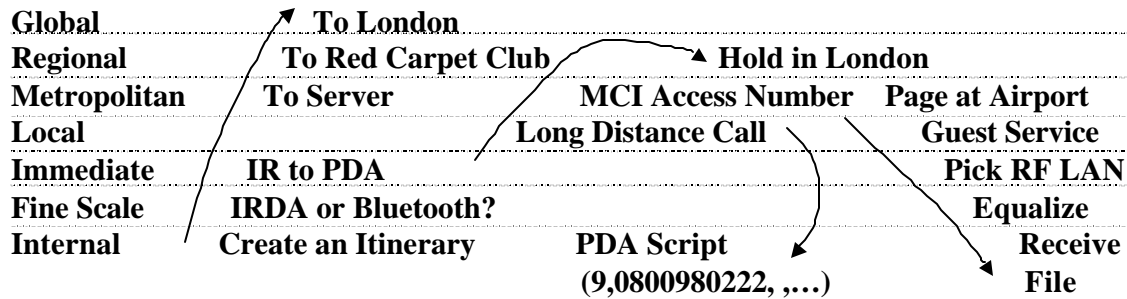 Global To London
Regional To Red Carpet Club Hold in London
Metropolitan To Server MCI Access Number Page at Airport
Local Long Distance Call Guest Service
Immediate IR to PDA Pick RF LAN
Fine Scale IRDA or Bluetooth? Equalize
Internal Create an Itinerary PDA Script Receive
(9,0800980222, ,…) File